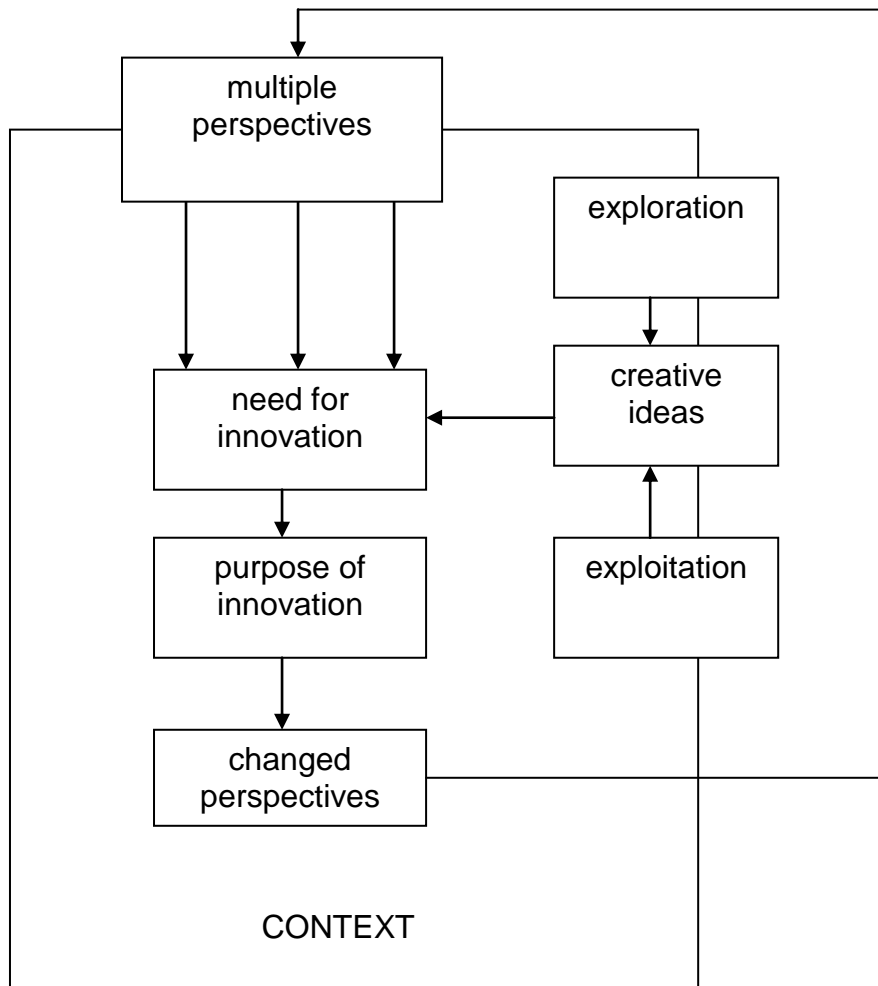 multiple
perspectives
exploration
creative
ideas
need for
innovation
purpose of
innovation
exploitation
changed
perspectives
CONTEXT